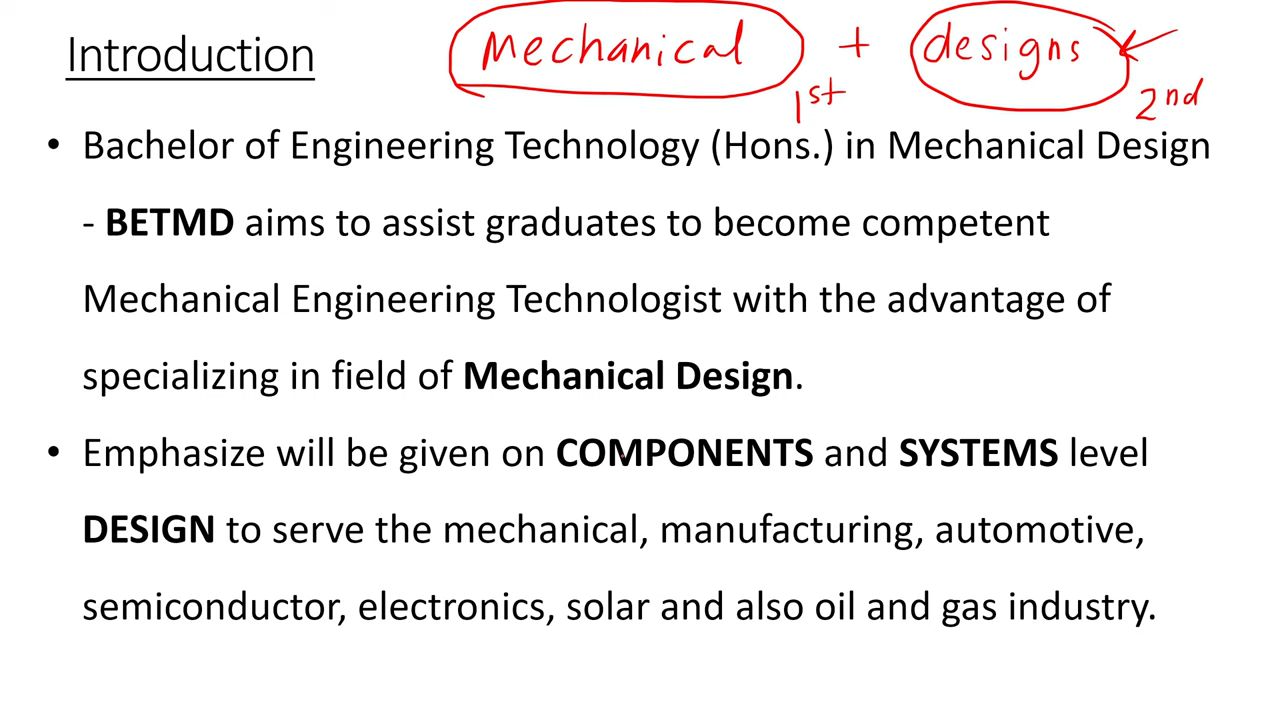 Introduction
Mechanical + designs
1st
2nd
• Bachelor of Engineering Technology (Hons.) in Mechanical Design
- BETMD aims to assist graduates to become competent
Mechanical Engineering Technologist with the advantage of
specializing in field of Mechanical Design.
• Emphasize will be given on COMPONENTS and SYSTEMS level
DESIGN to serve the mechanical, manufacturing, automotive,
semiconductor, electronics, solar and also oil and gas industry.